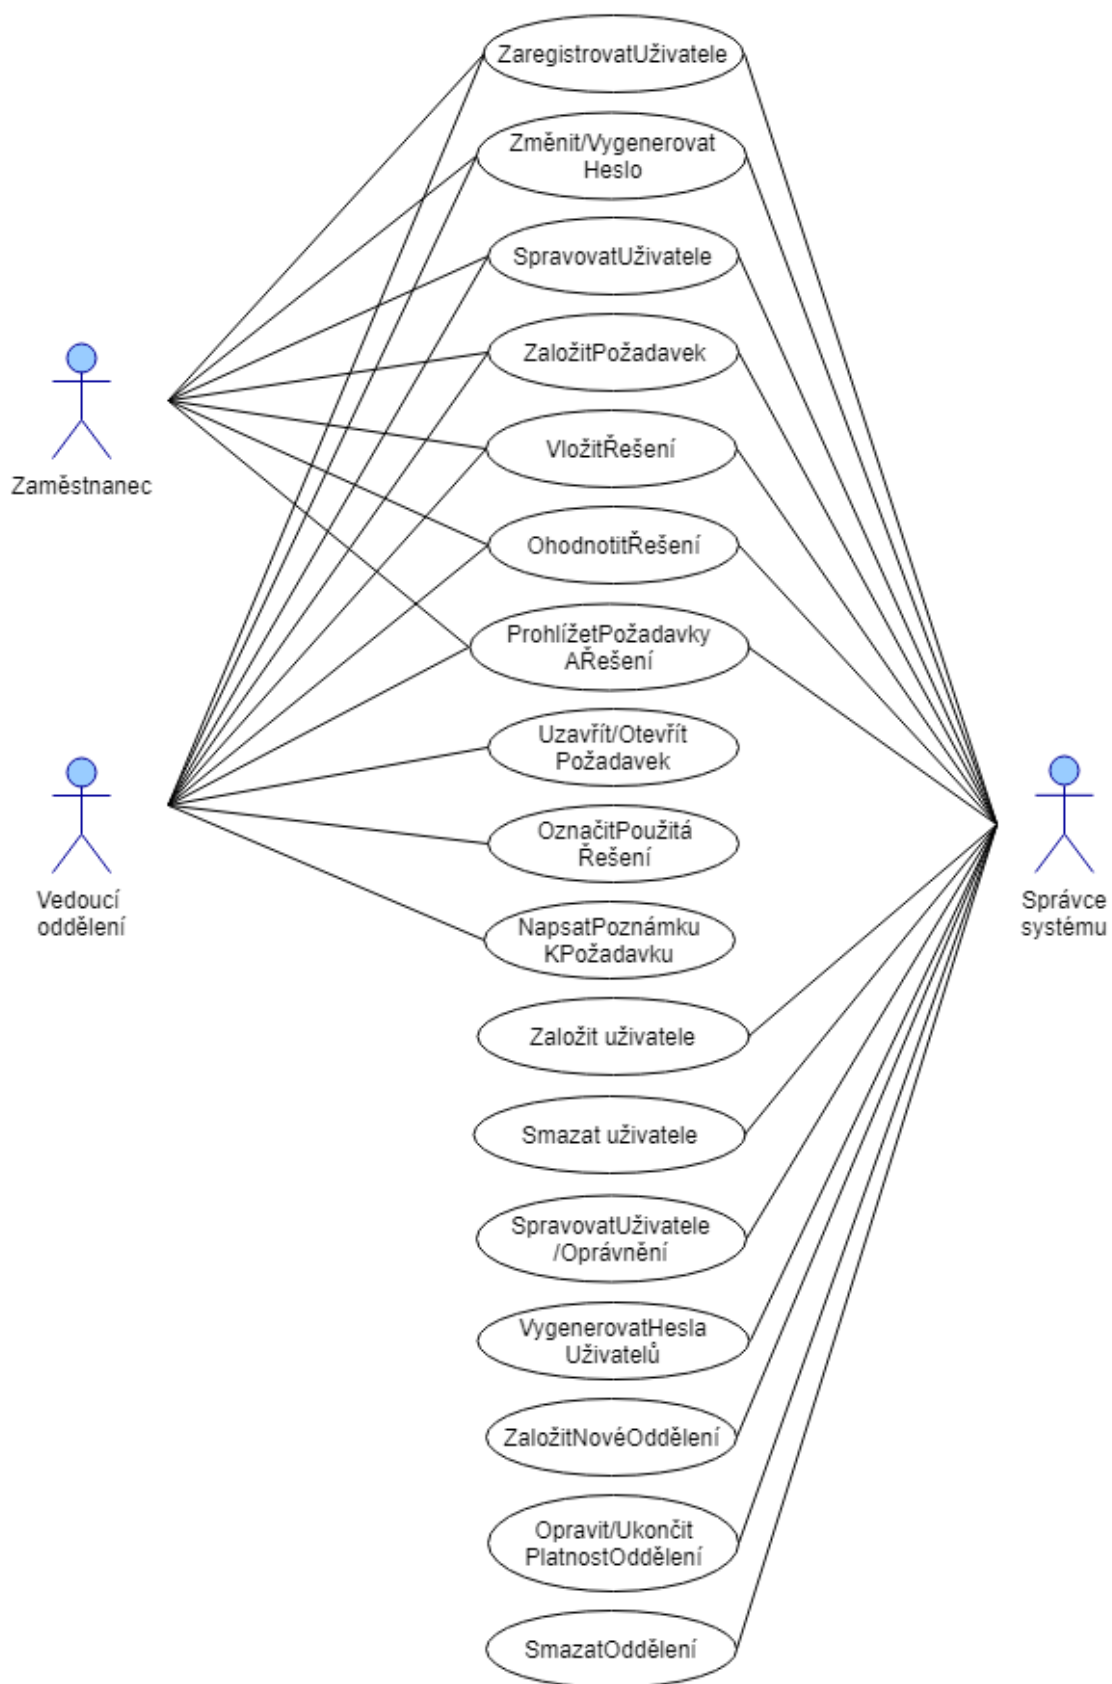 ZaregistrovatUživatele
Změnit/Vygenerovat
Heslo
SpravovatUživatele
ZaložitPožadavek
VložitŘešení
Zaměstnanec
OhodnotitŘešení
ProhlížetPožadavky
AŘešení
Uzavřít/Otevřít
Požadavek
OznačitPoužitá
Řešení
Vedoucí
oddělení
Správce
systému
NapsatPoznámku
KPožadavku
Založit uživatele
Smazat uživatele
SpravovatUživatele
/Oprávnění
VygenerovatHesla
Uživatelů
ZaložitNovéOddělení
Opravit/Ukončit
PlatnostOddělení
SmazatOddělení